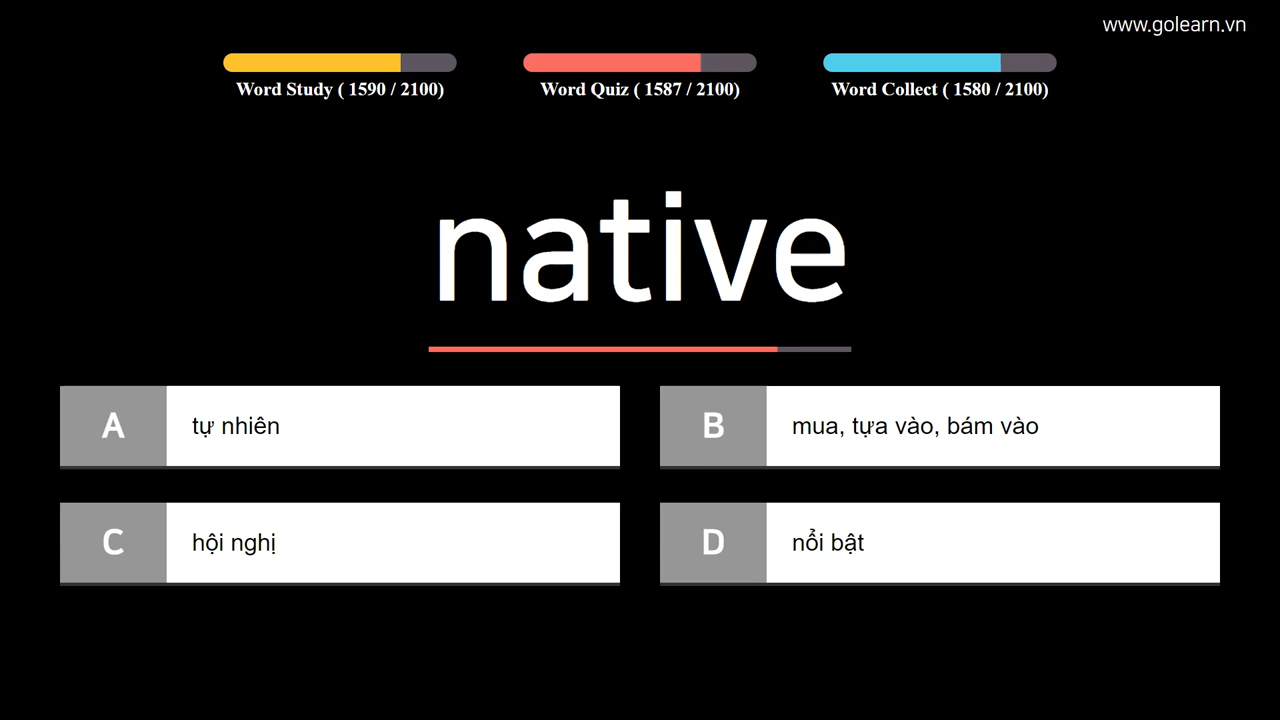 www.golearn.vn
Word Study ( 1590 / 2100)
Word Quiz ( 1587 / 2100)
Word Collect ( 1580 / 2100)
native
A tự nhiên
B mua, tựa vào, bám vào
C hội nghị
D nổi bật